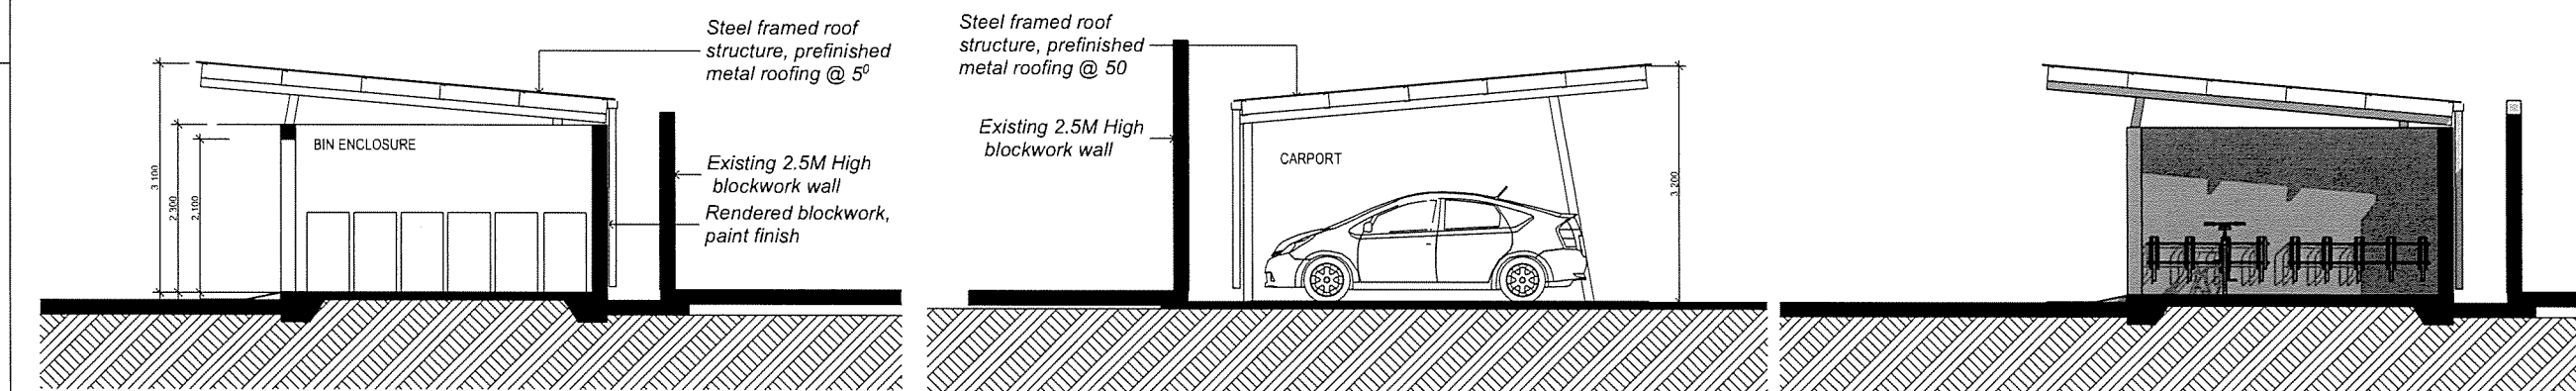 Steel framed roof
structure, prefinished
metal roofing @ 5⁰
BIN ENCLOSURE
3.100
2.300
2.100
Existing 2.5M High
blockwork wall
Rendered blockwork,
paint finish
Steel framed roof
structure, prefinished
metal roofing @ 50
Existing 2.5M High
blockwork wall
CARPORT
3.200